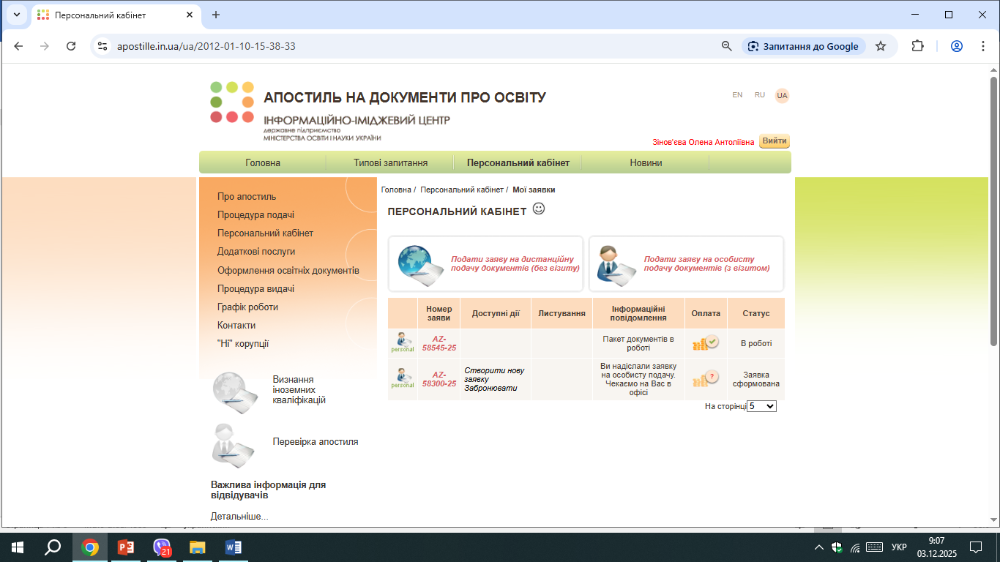 Персональний кабінет
apostille.in.ua/ua/2012-01-10-15-38-33
Запитання до Google
АПОСТИЛЬ НА ДОКУМЕНТИ ПРО ОСВІТУ
ІНФОРМАЦІЙНО-ІМІДЖЕВИЙ ЦЕНТР
державне підприємство
МІНІСТЕРСТВА ОСВІТИ І НАУКИ УКРАЇНИ
EN RU UA
Зінов'єва Олена Антоліївна Вийти
Головна Типові запитання Персональний кабінет Новини
Про апостиль
Процедура подачі
Персональний кабінет
Додаткові послуги
Оформлення освітніх документів
Процедура видачі
Графік роботи
Контакти
"Ні" корупції
Визнання
іноземних
кваліфікацій
Перевірка апостиля
Важлива інформація для
відвідувачів
Детальніше...
Головна / Персональний кабінет / Мої заявки
ПЕРСОНАЛЬНИЙ КАБІНЕТ
Подати заяву на дистанційну
подачу документів (без візиту)
Подати заяву на особисту
подачу документів (з візитом)
Номер
заяви
Доступні дії
Листування
Інформаційні
повідомлення
Оплата
Статус
personal
AZ-
58545-25
Пакет документів в
роботі
В роботі
personal
AZ-
58300-25
Створити нову
заявку
Забронювати
Ви надіслали заявку
на особисту подачу.
Чекаємо на Вас в
офісі
?
Заявка
сформована
На сторінці 5
21
УКР
9:07
03.12.2025